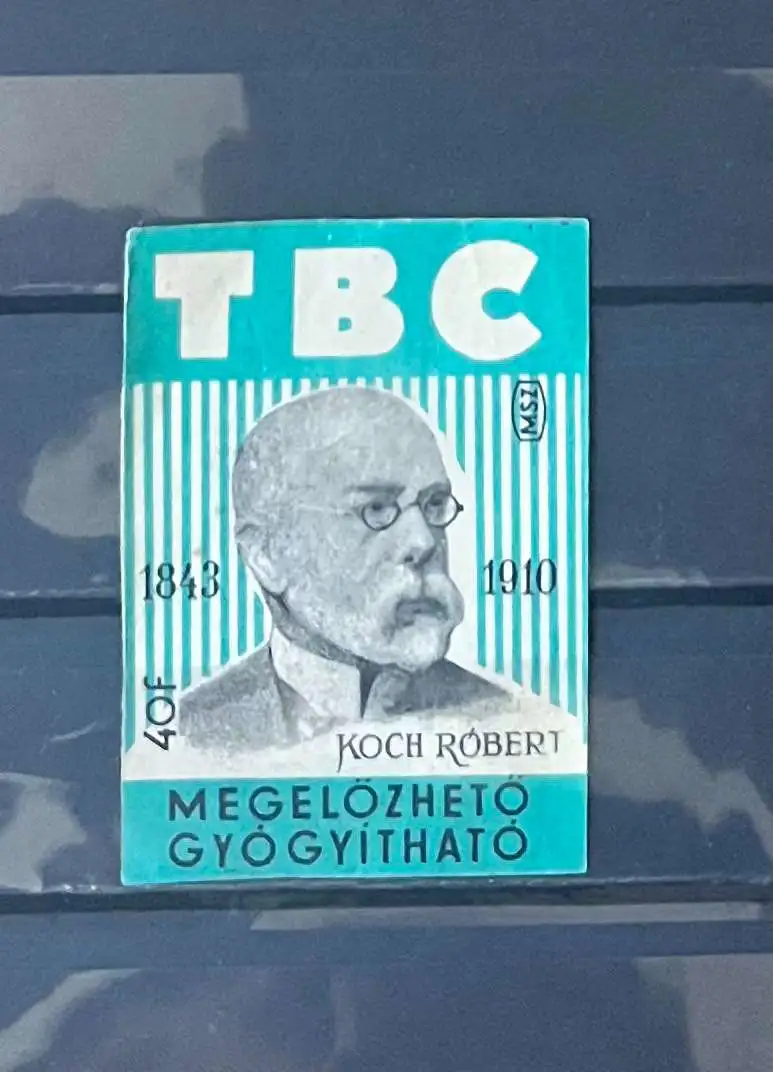 TBC
MSZ
1843
1910
40F
KOCH RÓBERT
MEGELŐZHETŐ
GYÓGYÍTHATÓ